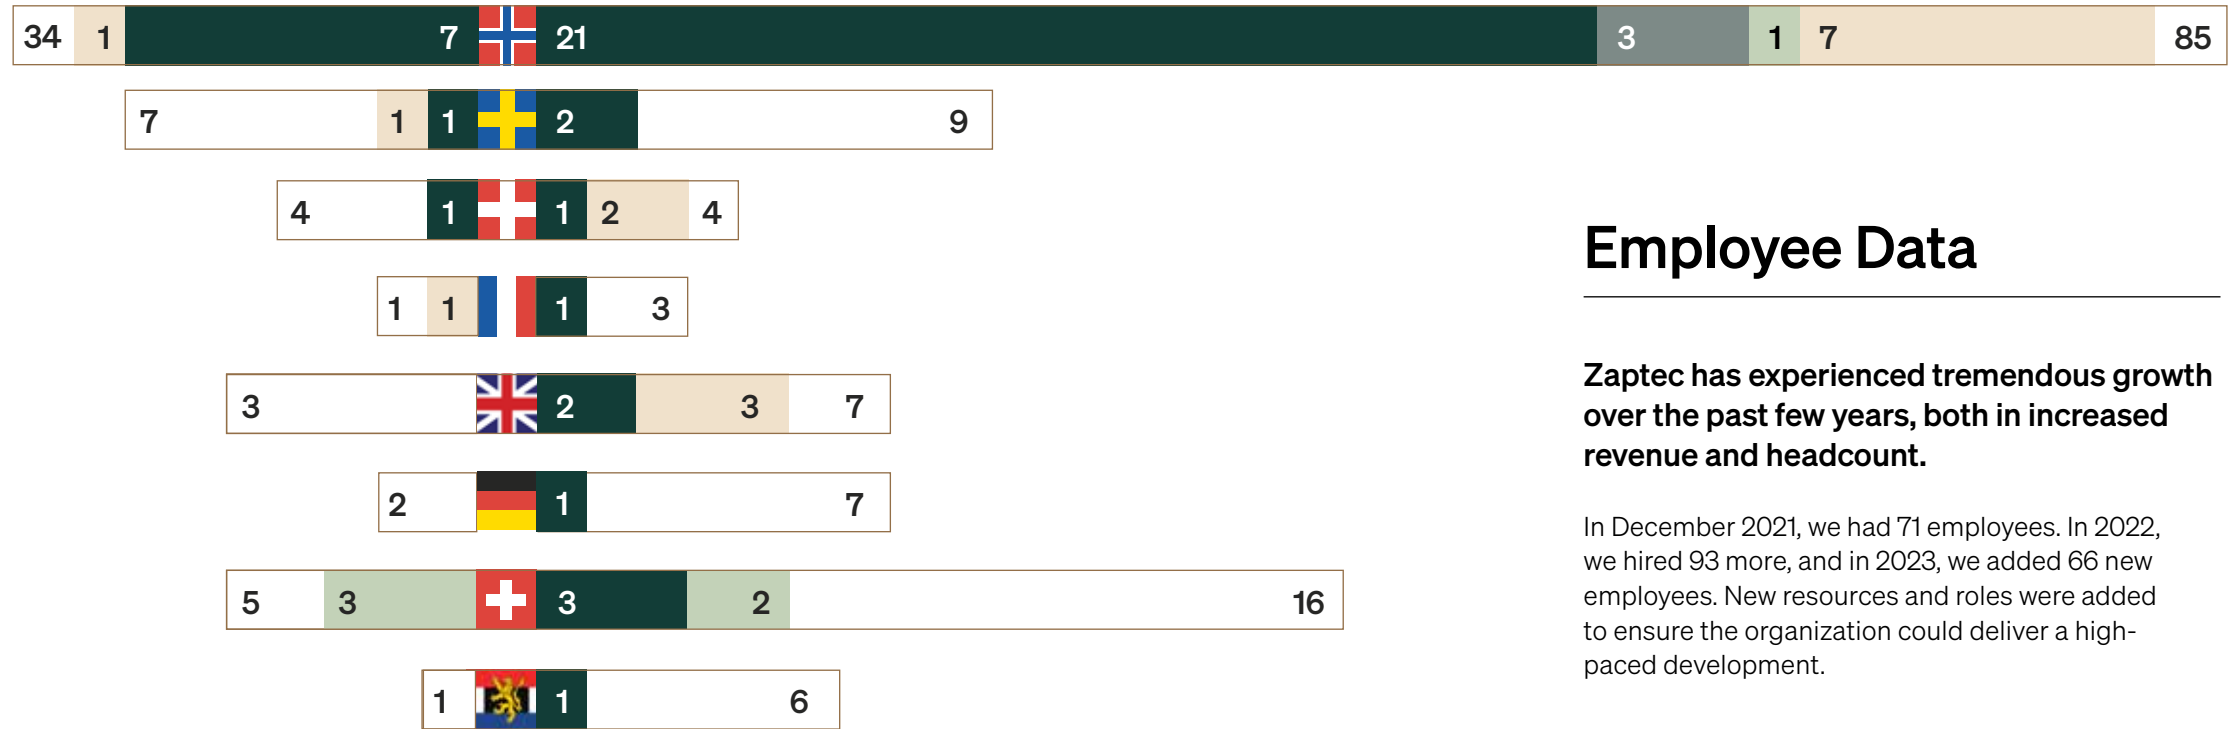 34 1 7 21 3 1 7 85
7 1 1 2 9
4 1 1 2 4
1 1 1 3
3 2 3 7
2 1 7
5 3 3 2 16
1 1 6
Employee Data
Zaptec has experienced tremendous growth
over the past few years, both in increased
revenue and headcount.
In December 2021, we had 71 employees. In 2022,
we hired 93 more, and in 2023, we added 66 new
employees. New resources and roles were added
to ensure the organization could deliver a high-
paced development.